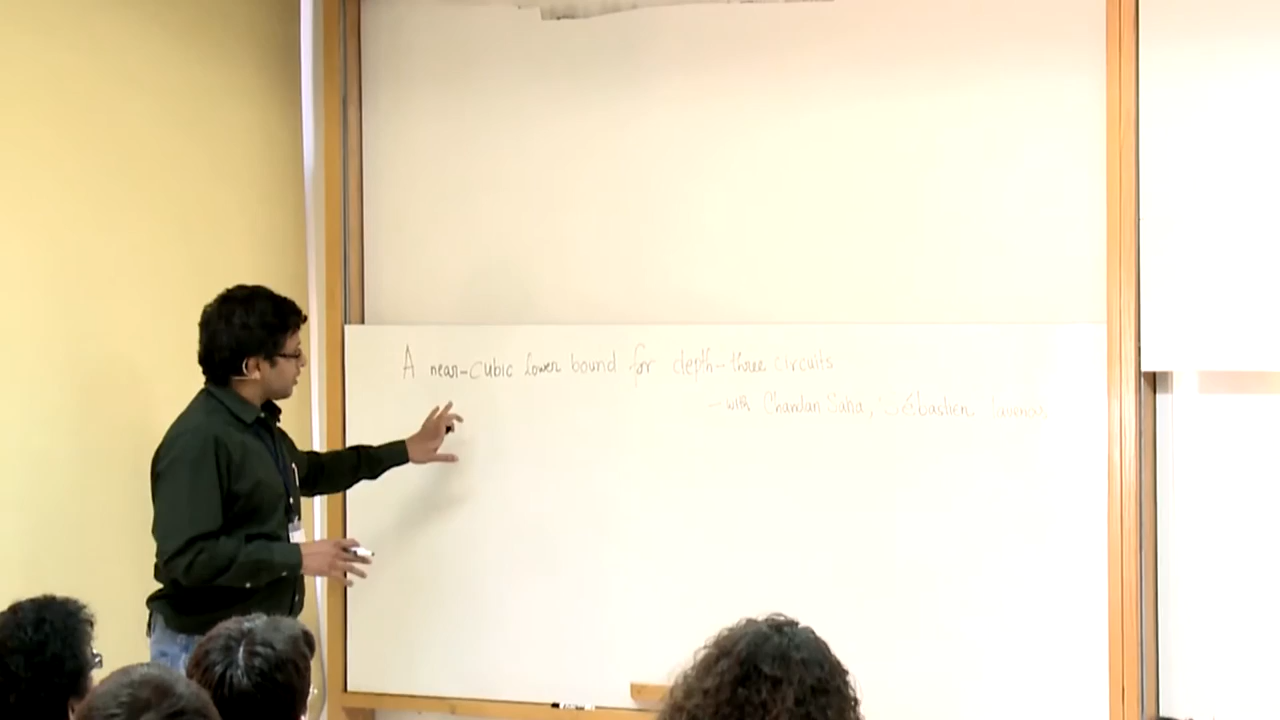 A near-cubic lower bound for depth-three circuits
- with Chandan Saha, Sébastien